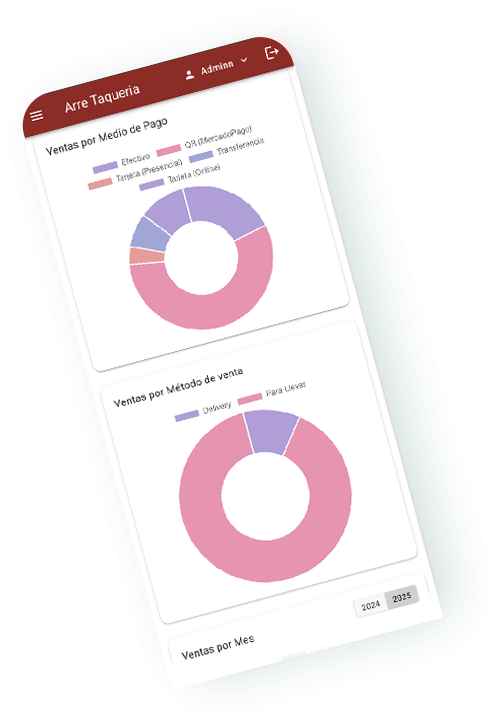 Arre Taqueria
Adminn
Ventas por Medio de Pago
Efectivo
QR (MercadoPago)
Tarjeta (Presencial)
Transferencia
Tarjeta (Online)
Ventas por Método de venta
Delivery
Para Llevar
Ventas por Mes
2024
2025